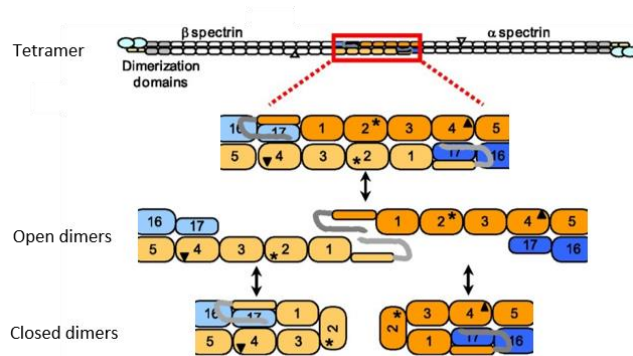 β spectrin α spectrin
Tetramer
Dimerization
domains
16 17 1 2* 3 4 5
5 4 3 *2 1 17 16
Open dimers
16 17 1 2* 3 4 5
5 4 3 *2 1 17 16
Closed dimers
16 17 1 2 3 4 5
5 4 3 * 2* 1 17 16